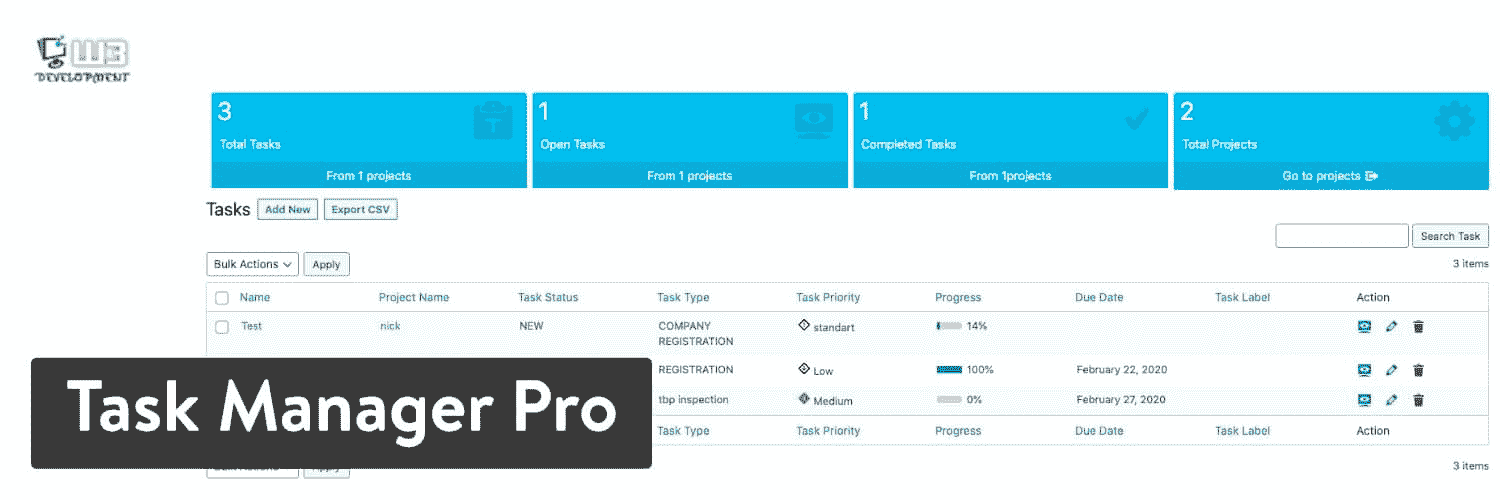 W3
DEVELOPMENT
3
Total Tasks
From 1 projects
1
Open Tasks
From 1 projects
1
Completed Tasks
From 1projects
2
Total Projects
Go to projects
Tasks Add New Export CSV
Search Task
Bulk Actions Apply
3 items
Name Project Name Task Status Task Type Task Priority Progress Due Date Task Label Action
Test nick NEW COMPANY standart 14%
REGISTRATION
REGISTRATION Low 100% February 22, 2020
tbp inspection Medium 0% February 27, 2020
Task Type Task Priority Progress Due Date Task Label Action
Task Manager Pro
3 items